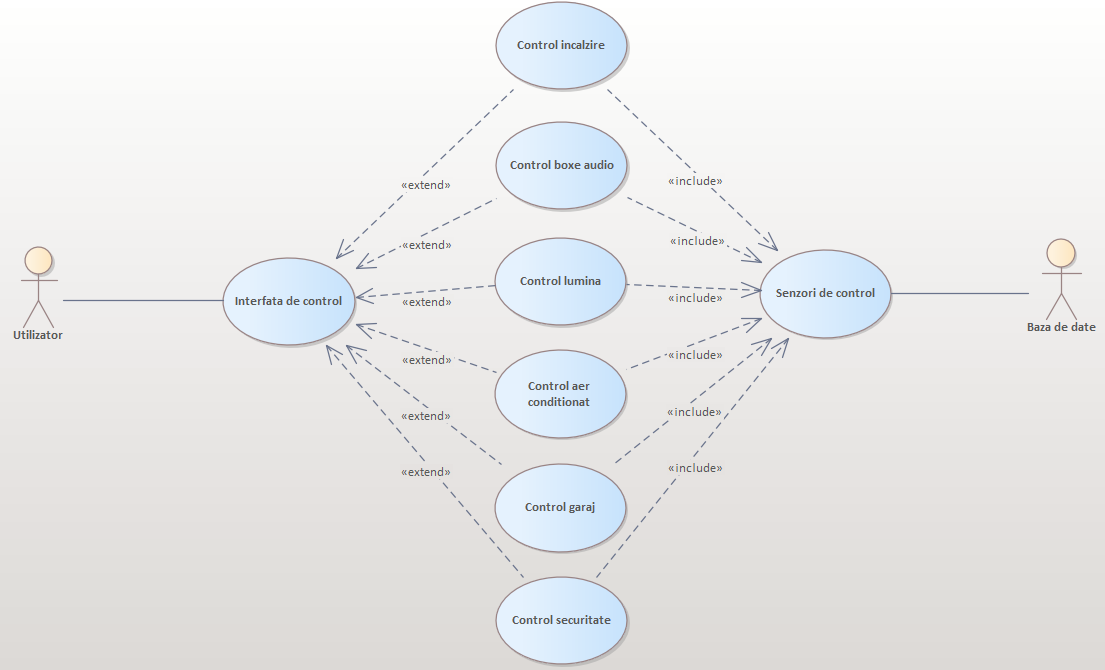 Control incalzire
Control boxe audio
«extend»
«include»
«extend»
«include»
Control lumina
Interfata de control
Senzori de control
Utilizator
Baza de date
«extend»
«include»
«extend»
«include»
Control aer
conditionat
«extend»
«include»
«extend»
«include»
Control garaj
Control securitate